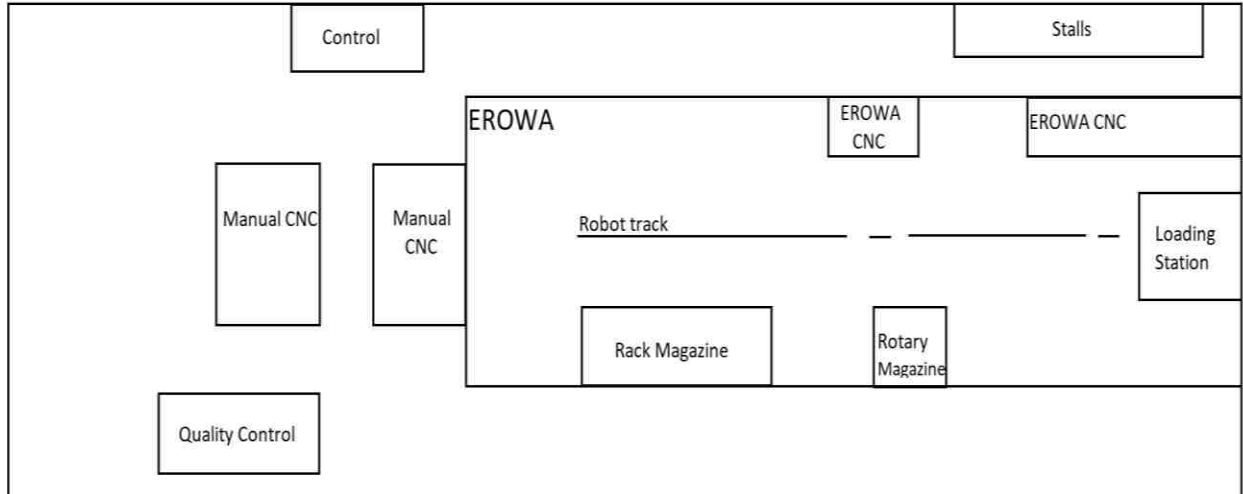 Control
Stalls
EROWA
EROWA
CNC
EROWA CNC
Manual CNC
Manual
CNC
Robot track
Loading
Station
Rack Magazine
Rotary
Magazine
Quality Control